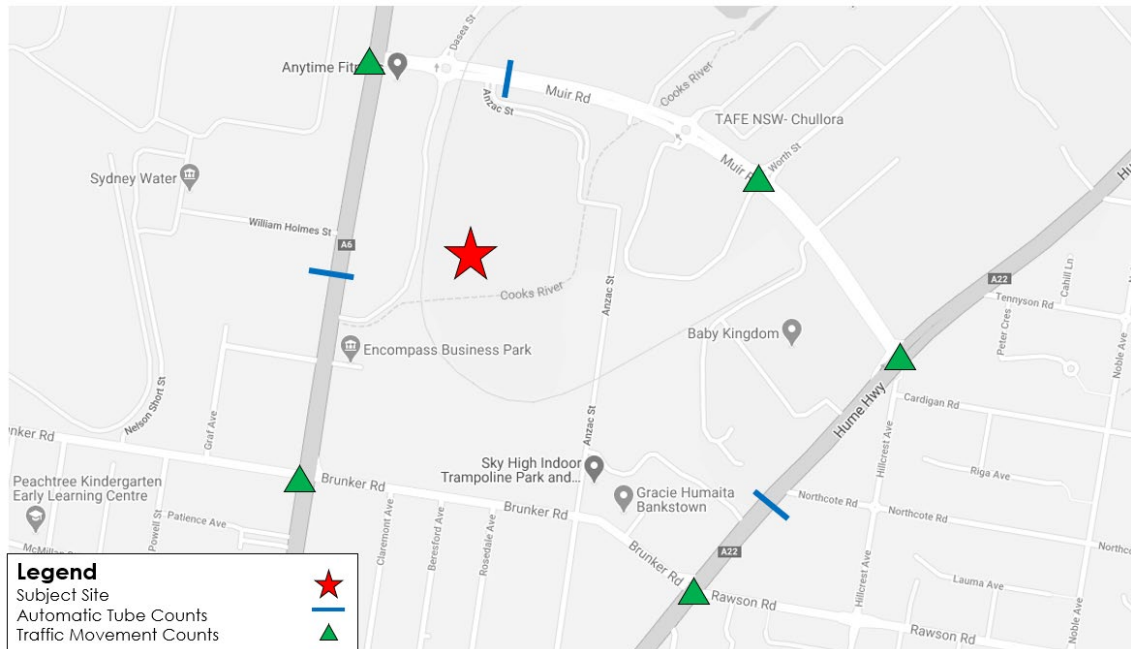 Dasea St
Anytime Fit
Muir Rd
Cooks River
Anzac St
TAFE NSW- Chullora
Worth St
Muir
Sydney Water
William Holmes St
A6
Cooks River
Anzac St
A22
Tennyson Rd
Cahill Ln
Peter Cres
Noble Ave
Baby Kingdom
Encompass Business Park
Hume Hwy
Cardigan Rd
Nelson Short St
Graf Ave
Anzac St
Hillcrest Ave
Riga Ave
Brunker Rd
Sky High Indoor
Trampoline Park and...
Peachtree Kindergarten
Early Learning Centre
Gracie Humaita
Bankstown
Northcote Rd
Northcote Rd
Powell St
Patience Ave
Claremont Ave
Beresford Ave
Rosedale Ave
Brunker Rd
Brunker Rd
A22
Lauma Ave
Hillcrest Ave
Noble Ave
Rawson Rd
Rawson Rd
Legend
Subject Site
Automatic Tube Counts
Traffic Movement Counts